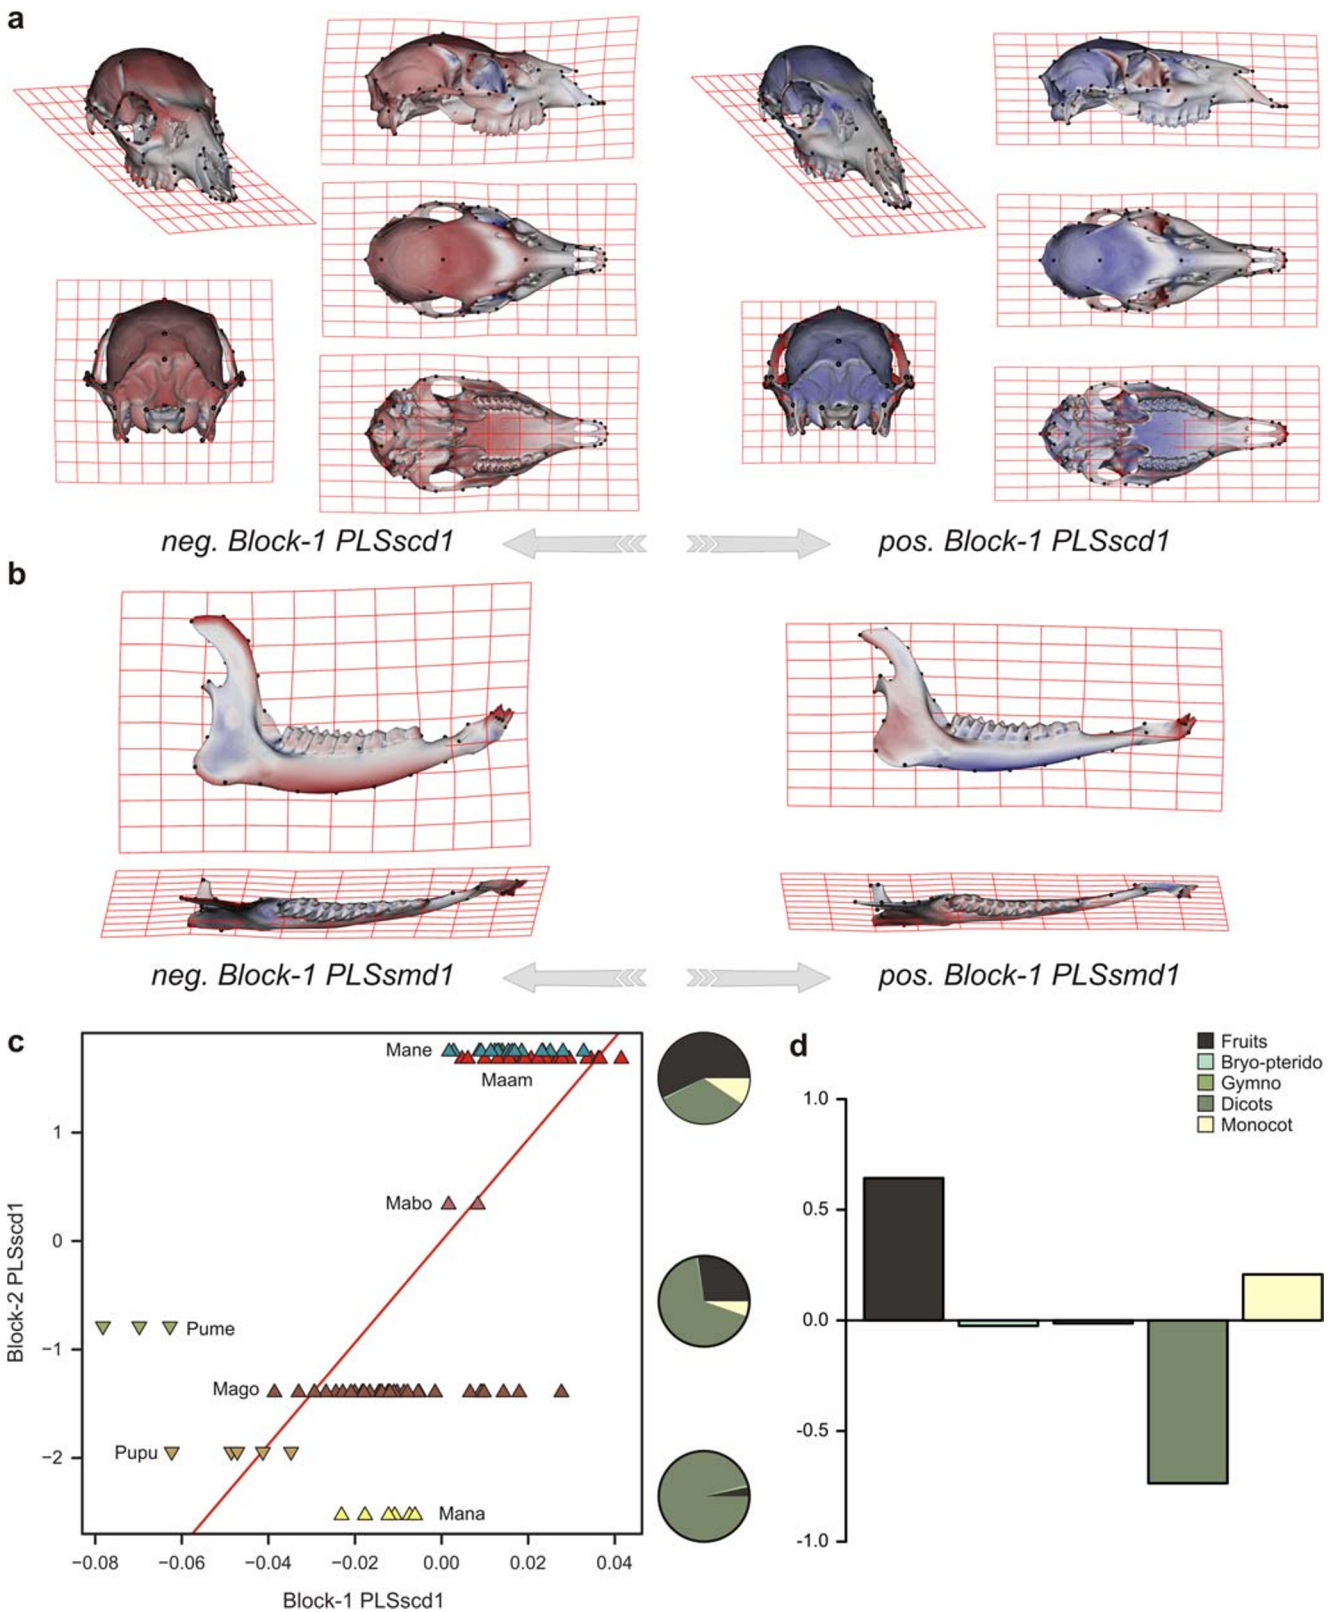 a
neg. Block-1 PLSscd1
pos. Block-1 PLSscd1
b
neg. Block-1 PLSsmd1
pos. Block-1 PLSsmd1
c
Mane
Maam
Mabo
Pume
Mago
Pupu
Mana
1
0
−1
−2
Block-2 PLSscd1
−0.08
−0.06
−0.04
−0.02
0.00
0.02
0.04
Block-1 PLSscd1
d
Fruits
Bryo-pterido
Gymno
Dicots
Monocot
1.0
0.5
0.0
-0.5
-1.0